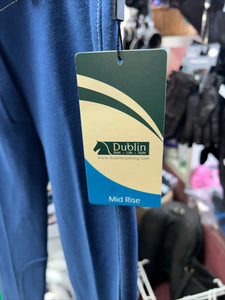 Dublin
Ride - Life - Style
www.dublinclothing.com
Mid Rise